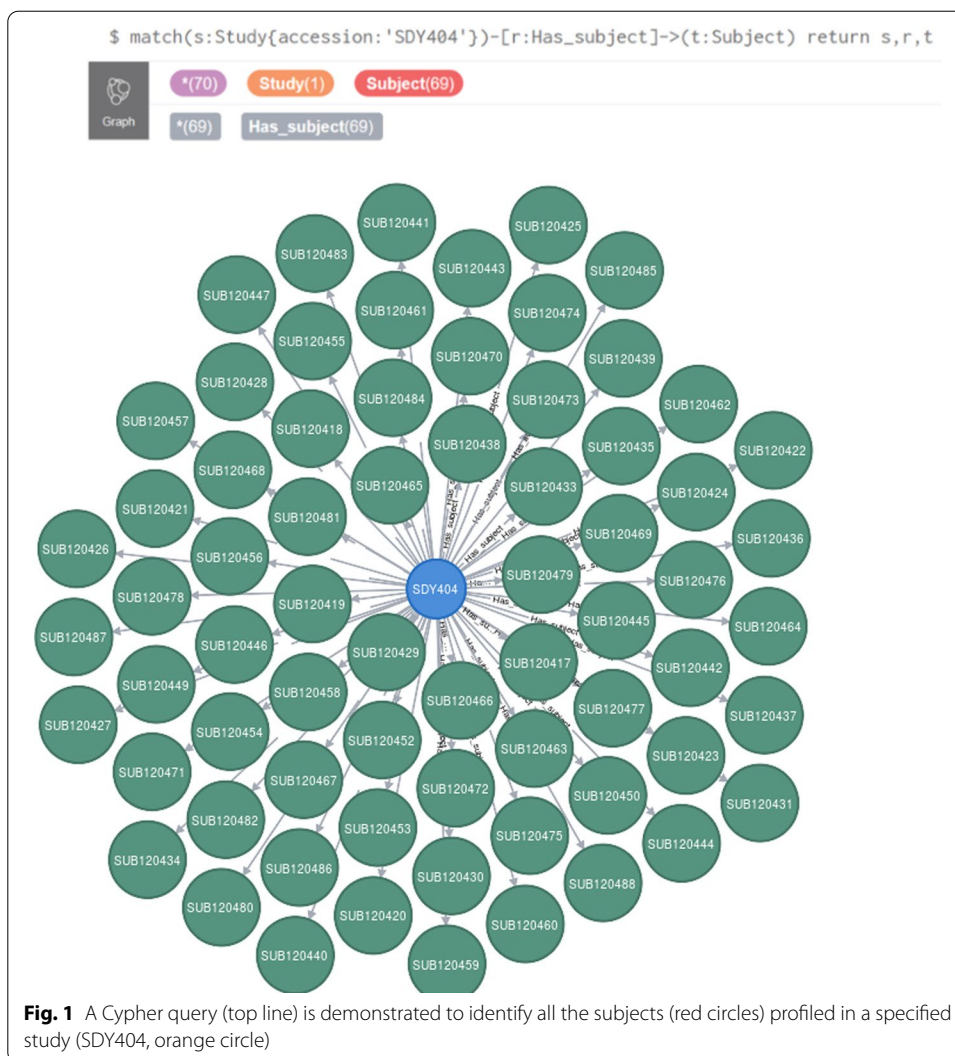 $ match(s:Study{accession:'SDY404'})-[r:Has_subject]->(t:Subject) return s,r,t
*(70) Study(1) Subject(69)
Graph
*(69) Has_subject(69)
SUB120441
SUB120425
SUB120483
SUB120443
SUB120485
SUB120447
SUB120461
SUB120474
SUB120455
SUB120470
SUB120439
SUB120428
SUB120484
SUB120473
SUB120462
SUB120457
SUB120418
SUB120438
SUB120435
SUB120422
SUB120468
SUB120465
SUB120433
SUB120424
SUB120421
SUB120481
SUB120469
SUB120436
SUB120426
SUB120456
SUB120479
SUB120476
SDY404
SUB120478
SUB120419
SUB120445
SUB120464
SUB120487
SUB120446
SUB120429
SUB120417
SUB120442
SUB120449
SUB120458
SUB120466
SUB120477
SUB120437
SUB120427
SUB120454
SUB120452
SUB120463
SUB120423
SUB120471
SUB120467
SUB120472
SUB120450
SUB120431
SUB120482
SUB120453
SUB120475
SUB120444
SUB120434
SUB120486
SUB120430
SUB120488
SUB120480
SUB120420
SUB120460
SUB120440
SUB120459
Has_subject
Has_subject
Has_subject
Has_subject
Fig. 1 A Cypher query (top line) is demonstrated to identify all the subjects (red circles) profiled in a specified
study (SDY404, orange circle)